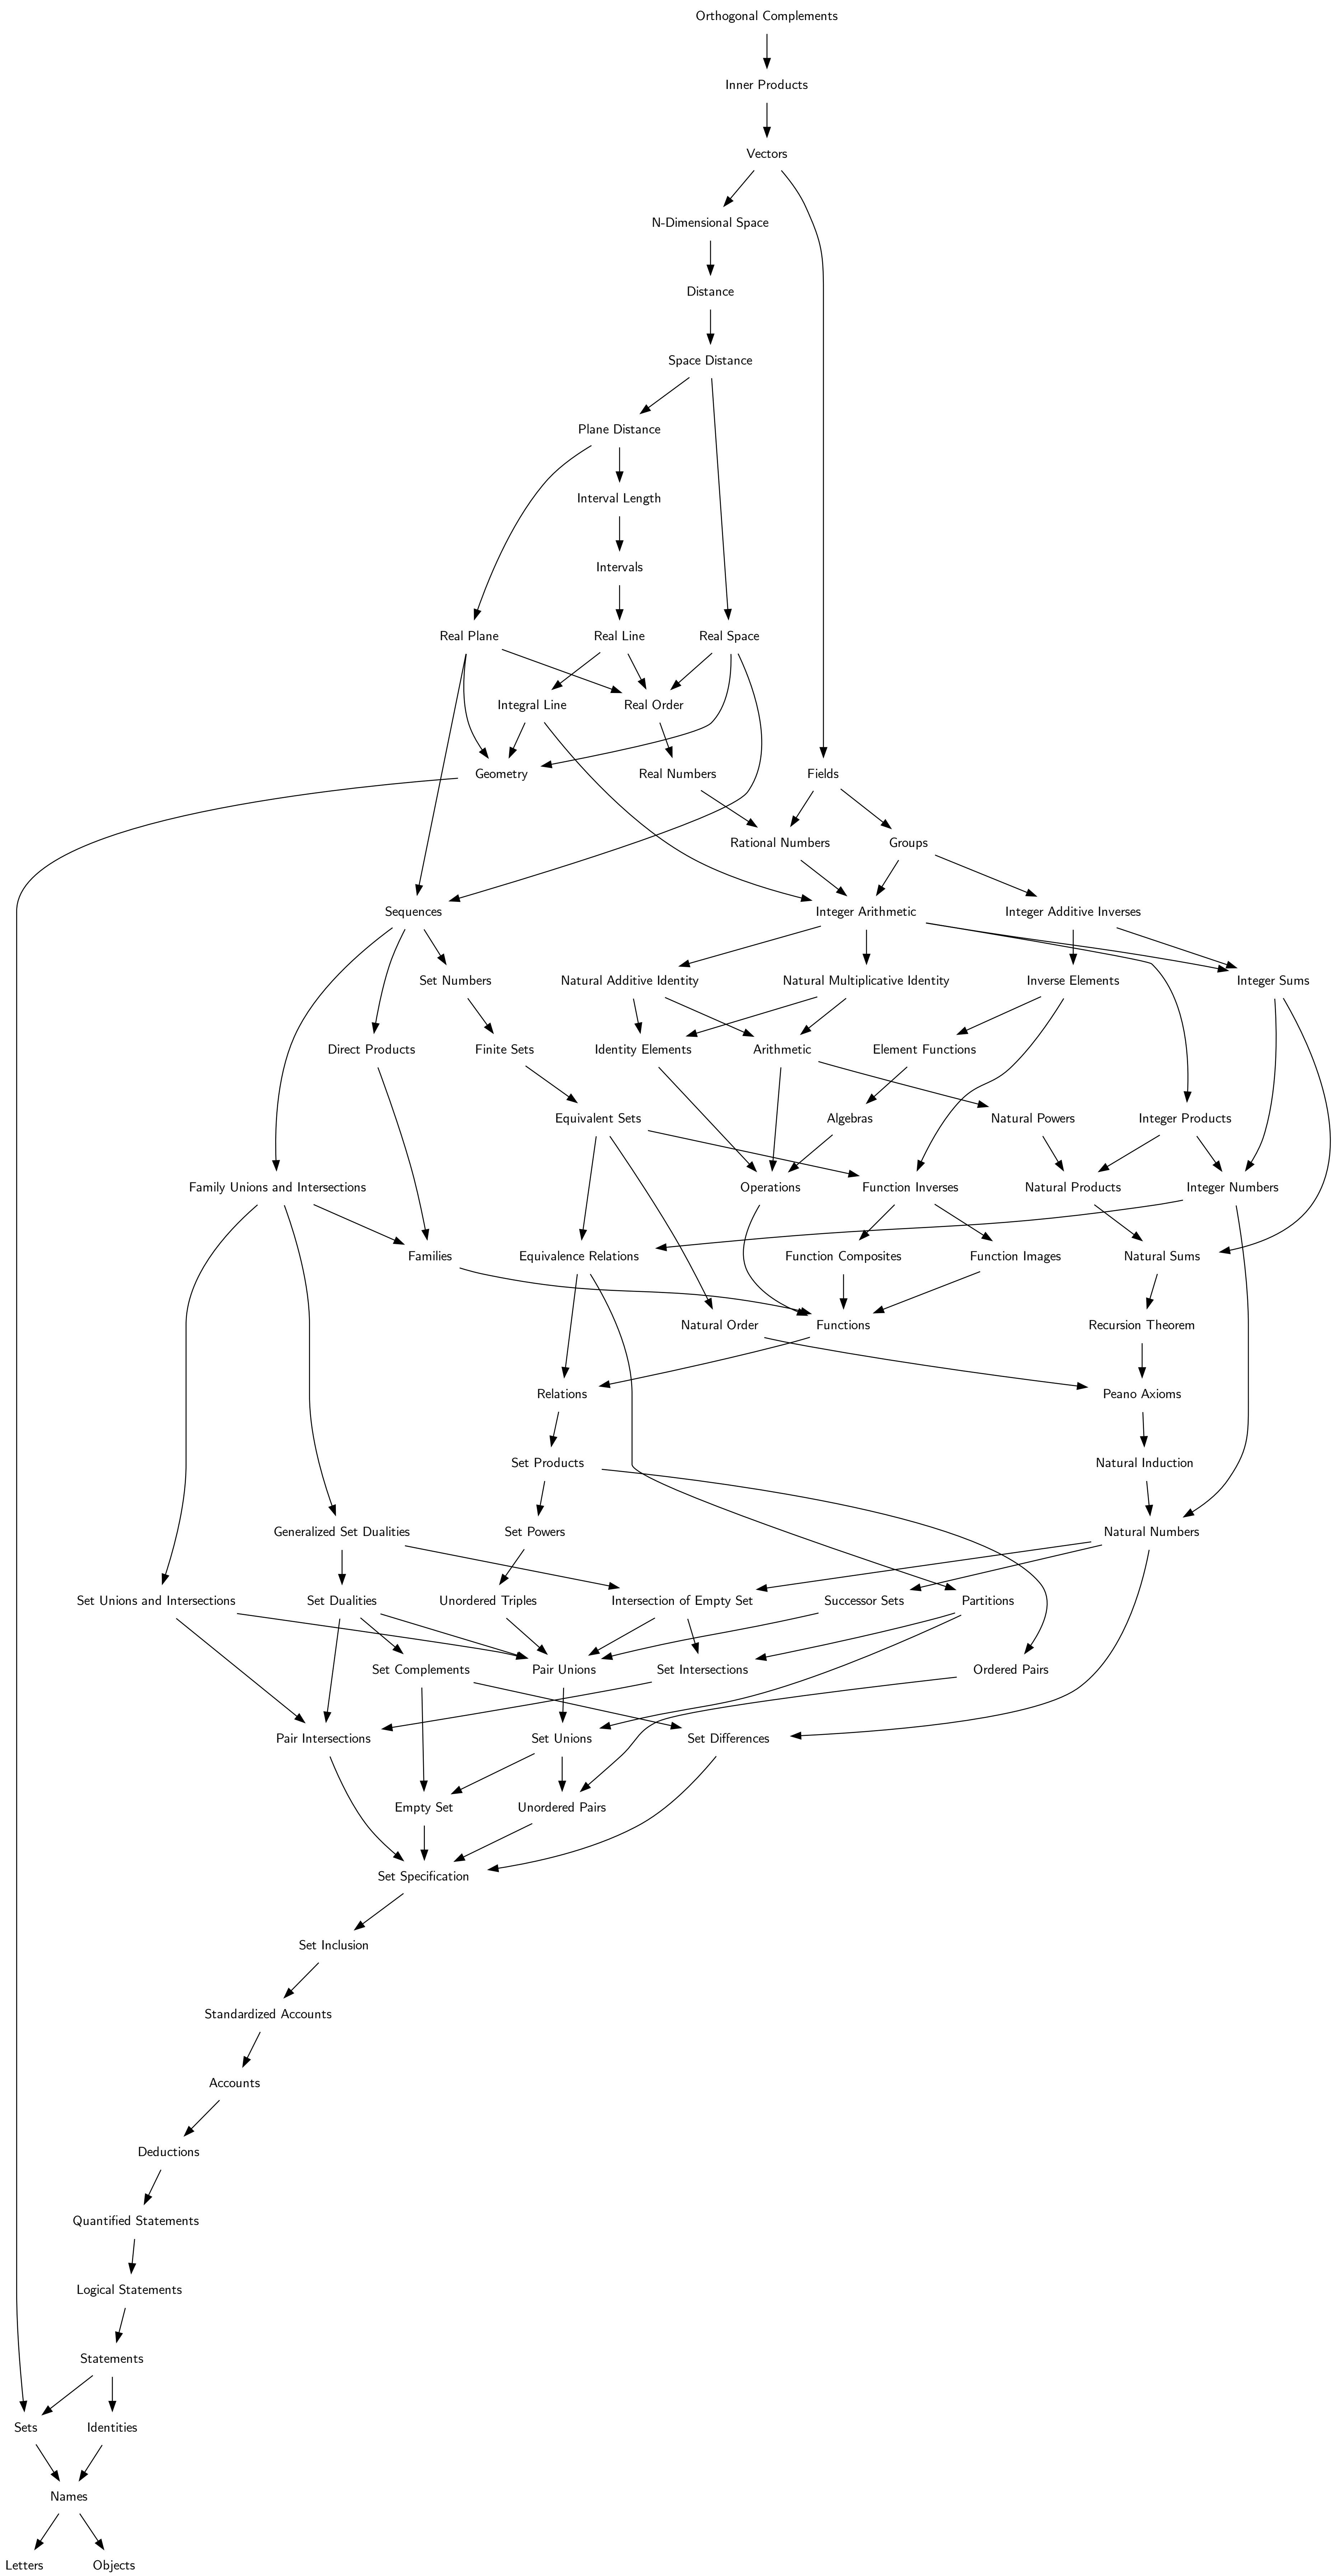 Orthogonal Complements
Inner Products
Vectors
N-Dimensional Space
Distance
Space Distance
Plane Distance
Interval Length
Intervals
Real Plane
Real Line
Real Space
Integral Line
Real Order
Geometry
Real Numbers
Fields
Rational Numbers
Groups
Sequences
Integer Arithmetic
Integer Additive Inverses
Set Numbers
Natural Additive Identity
Natural Multiplicative Identity
Inverse Elements
Integer Sums
Direct Products
Finite Sets
Identity Elements
Arithmetic
Element Functions
Equivalent Sets
Algebras
Natural Powers
Integer Products
Family Unions and Intersections
Operations
Function Inverses
Natural Products
Integer Numbers
Families
Equivalence Relations
Function Composites
Function Images
Natural Sums
Natural Order
Functions
Recursion Theorem
Relations
Peano Axioms
Set Products
Natural Induction
Generalized Set Dualities
Set Powers
Natural Numbers
Set Unions and Intersections
Set Dualities
Unordered Triples
Intersection of Empty Set
Successor Sets
Partitions
Set Complements
Pair Unions
Set Intersections
Ordered Pairs
Pair Intersections
Set Unions
Set Differences
Empty Set
Unordered Pairs
Set Specification
Set Inclusion
Standardized Accounts
Accounts
Deductions
Quantified Statements
Logical Statements
Statements
Sets
Identities
Names
Letters
Objects